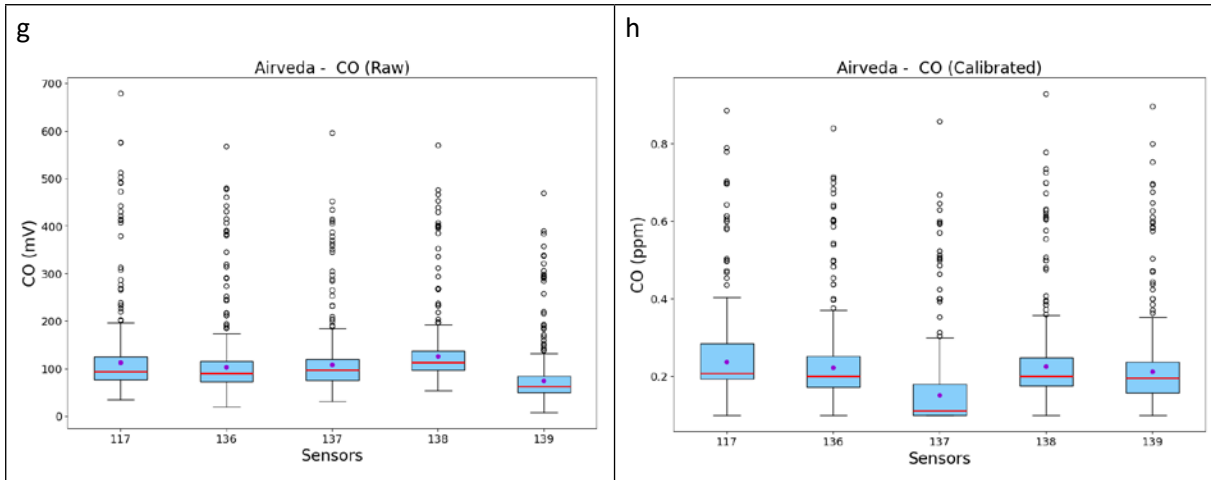 g
Airveda - CO (Raw)
700
600
500
400
300
200
100
0
CO (mV)
117 136 137 138 139
Sensors
h
Airveda - CO (Calibrated)
0.8
0.6
0.4
0.2
CO (ppm)
117 136 137 138 139
Sensors